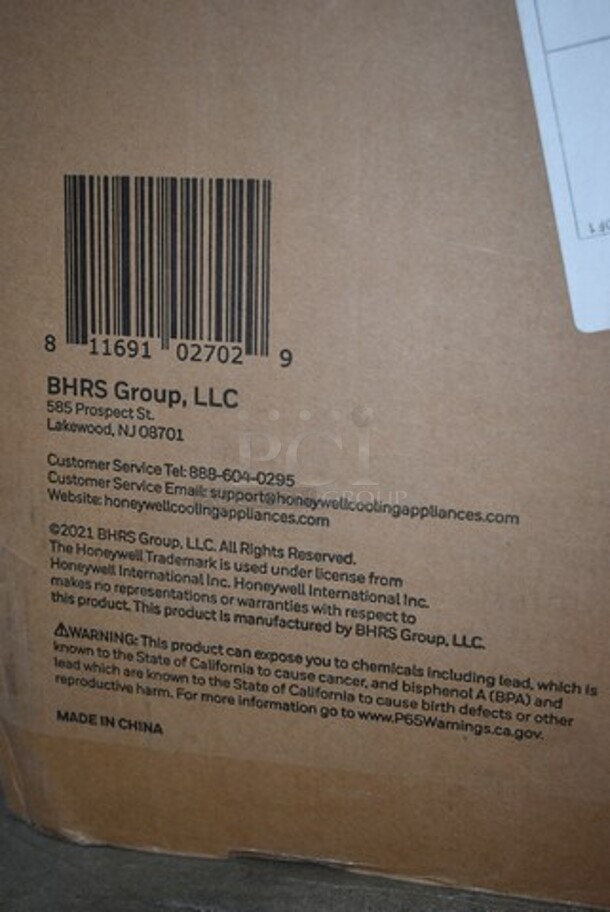 8 11691 02702 9
BHRS Group, LLC
585 Prospect St.
Lakewood, NJ 08701
Customer Service Tel: 888-604-0295
Customer Service Email: support@honeywellcoolingappliances.com
Website: honeywellcoolingappliances.com
©2021 BHRS Group, LLC. All Rights Reserved.
The Honeywell Trademark is used under license from
Honeywell International Inc. Honeywell International Inc.
makes no representations or warranties with respect to
this product. This product is manufactured by BHRS Group, LLC.
⚠WARNING: This product can expose you to chemicals including lead, which is
known to the State of California to cause cancer, and bisphenol A (BPA) and
lead which are known to the State of California to cause birth defects or other
reproductive harm. For more information go to www.P65Warnings.ca.gov.
MADE IN CHINA
PCI
GROUP